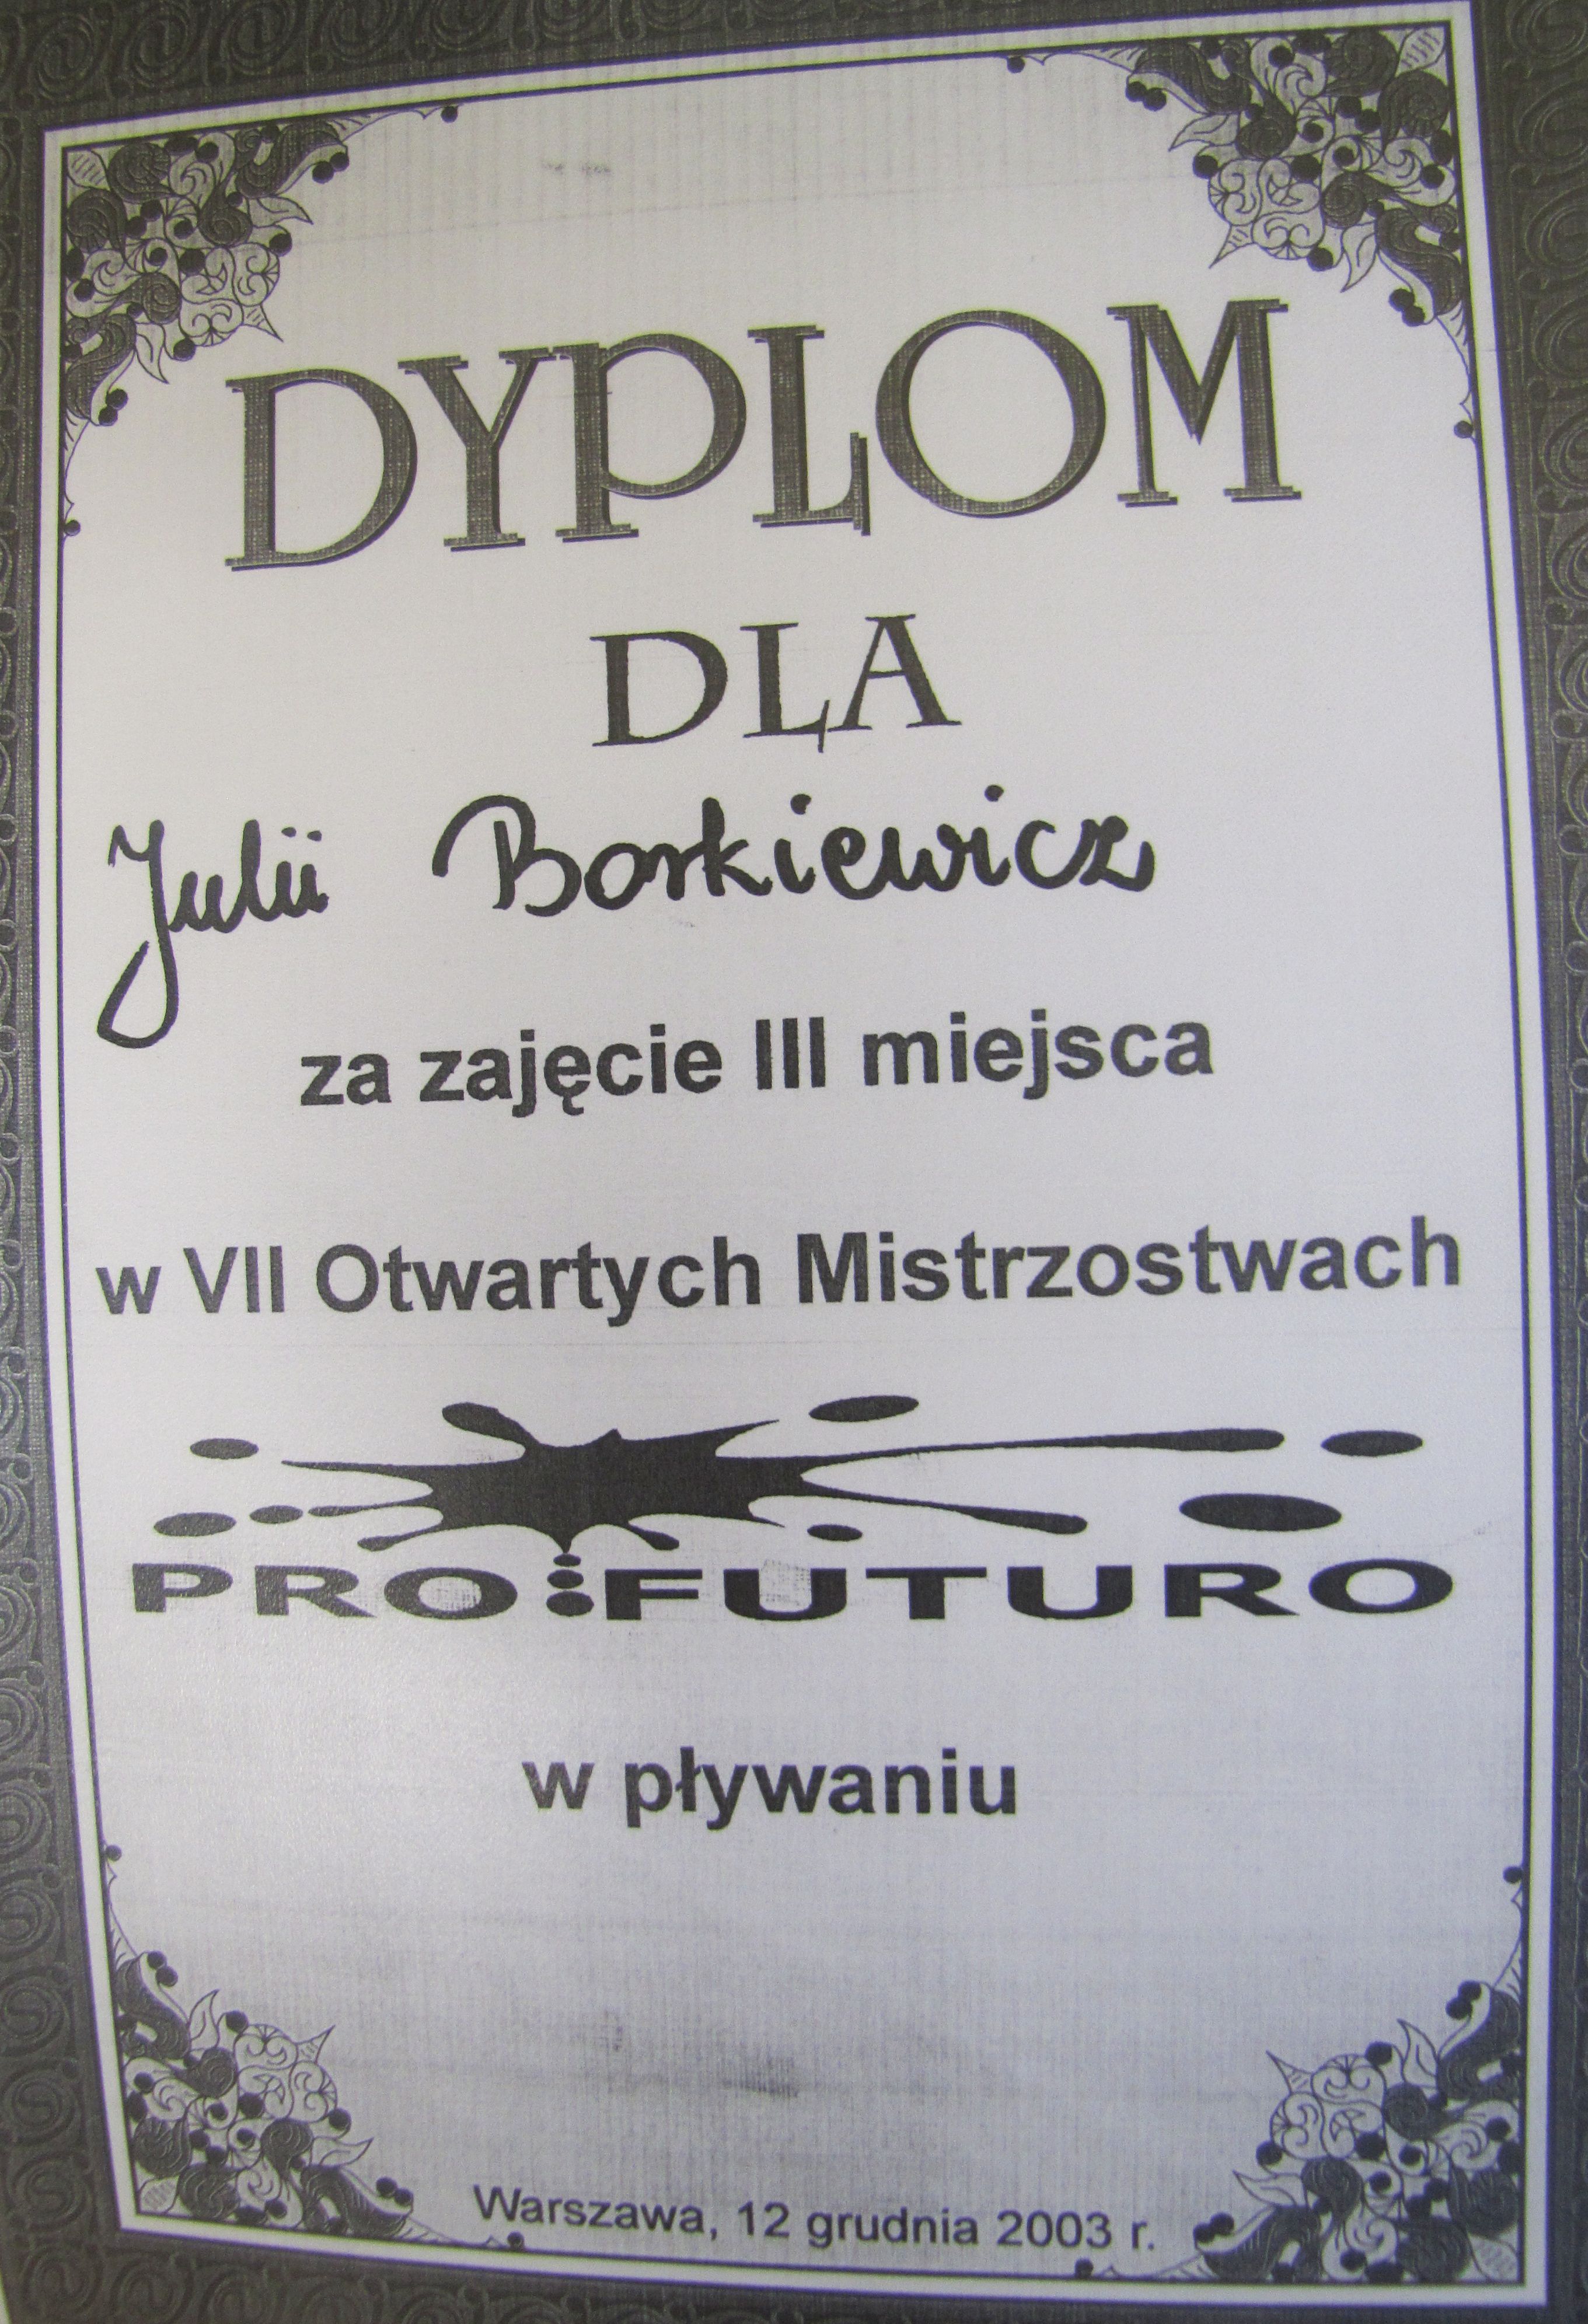 DYPLOM
DLA
Julii Borkiewicz
za zajęcie III miejsca
w VII Otwartych Mistrzostwach
PRO FUTURO
w pływaniu
Warszawa, 12 grudnia 2003 r.